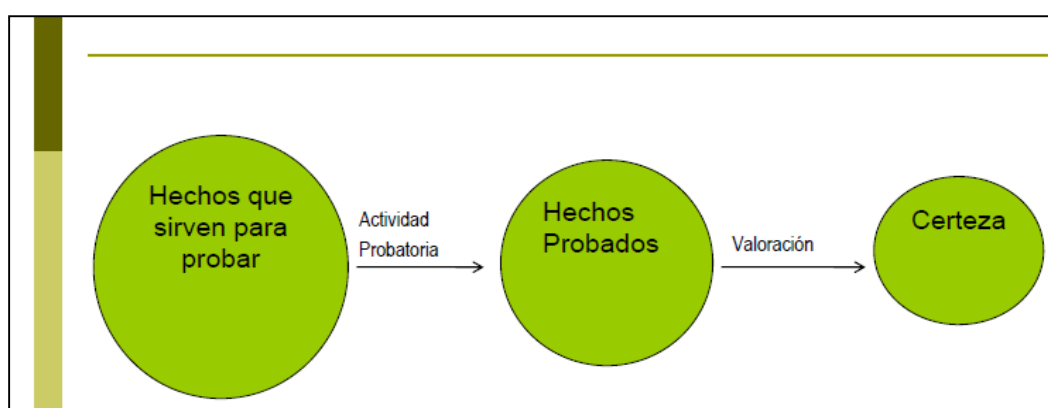 Hechos que
sirven para
probar
Actividad
Probatoria
Hechos
Probados
Valoración
Certeza